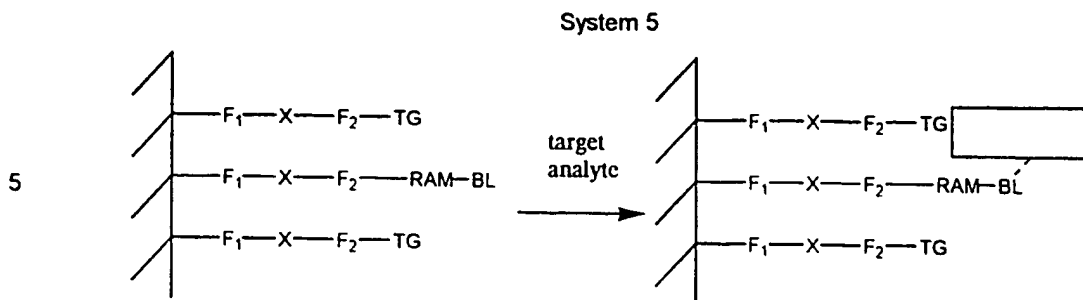 System 5
F1—X—F2—TG
F1—X—F2—RAM—BL
F1—X—F2—TG
5
target
analytc
F1—X—F2—TG
F1—X—F2—RAM—BL
F1—X—F2—TG